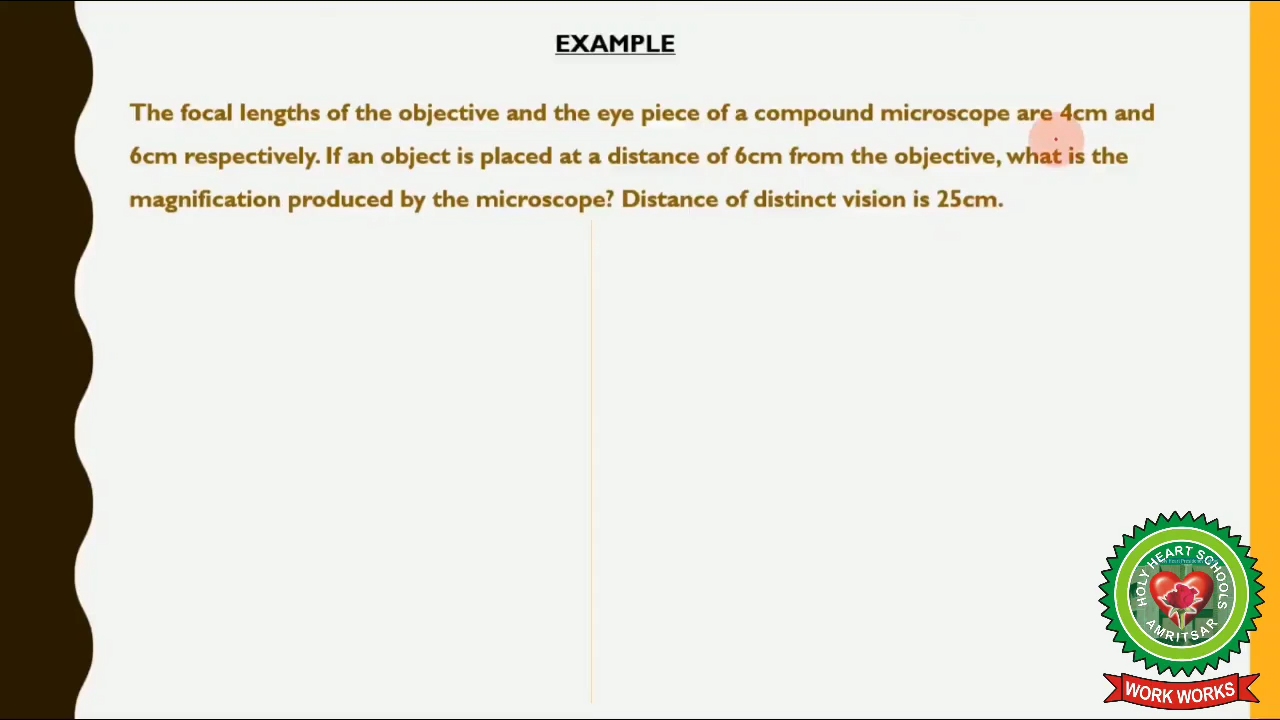 EXAMPLE
The focal lengths of the objective and the eye piece of a compound microscope are 4cm and
6cm respectively. If an object is placed at a distance of 6cm from the objective, what is the
magnification produced by the microscope? Distance of distinct vision is 25cm.
HOLY HEART SCHOOLS
AMRITSAR
WORK WORKS